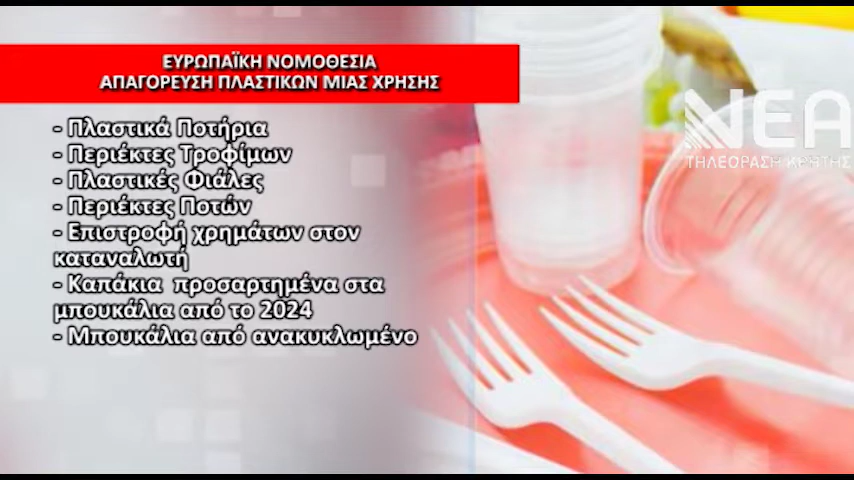 ΕΥΡΩΠΑΪΚΗ ΝΟΜΟΘΕΣΙΑ
ΑΠΑΓΟΡΕΥΣΗ ΠΛΑΣΤΙΚΩΝ ΜΙΑΣ ΧΡΗΣΗΣ
- Πλαστικά Ποτήρια
- Περιέκτες Τροφίμων
- Πλαστικές Φιάλες
- Περιέκτες Ποτών
- Επιστροφή χρημάτων στον
καταναλωτή
- Καπάκια προσαρτημένα στα
μπουκάλια από το 2024
- Μπουκάλια από ανακυκλωμένο
ΝΕΑ
ΤΗΛΕΟΡΑΣΗ ΚΡΗΤΗΣ